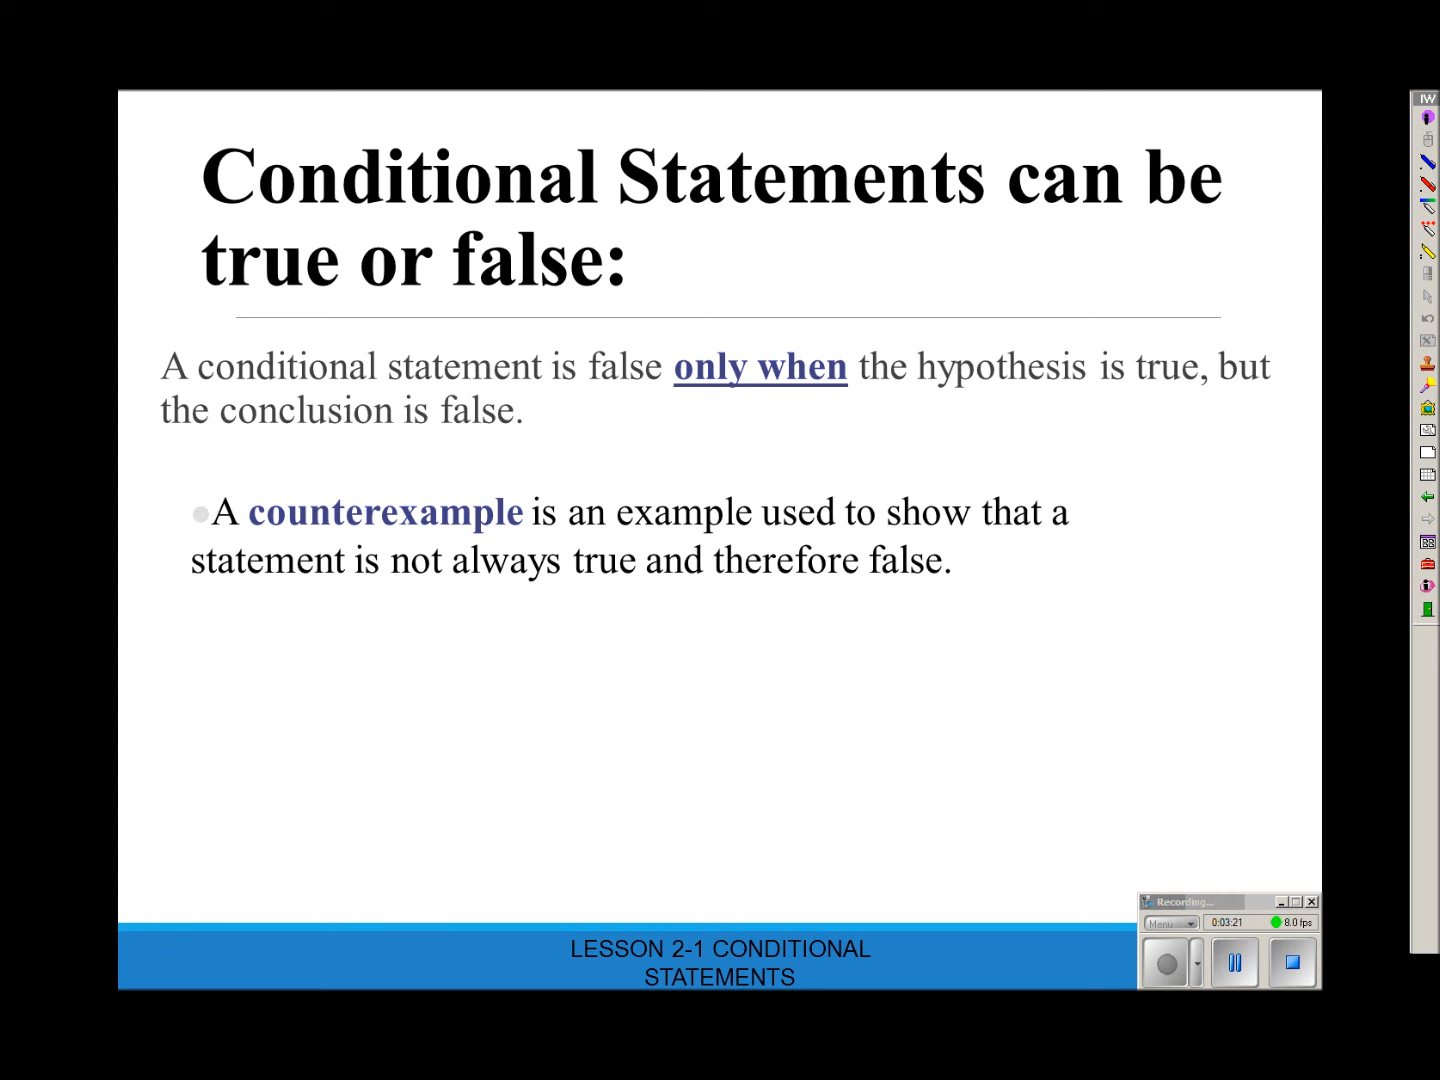 Conditional Statements can be
true or false:
A conditional statement is false only when the hypothesis is true, but
the conclusion is false.
A counterexample is an example used to show that a
statement is not always true and therefore false.
LESSON 2-1 CONDITIONAL
STATEMENTS
IW
Recording...
Menu
0:03:21
8.0 fps